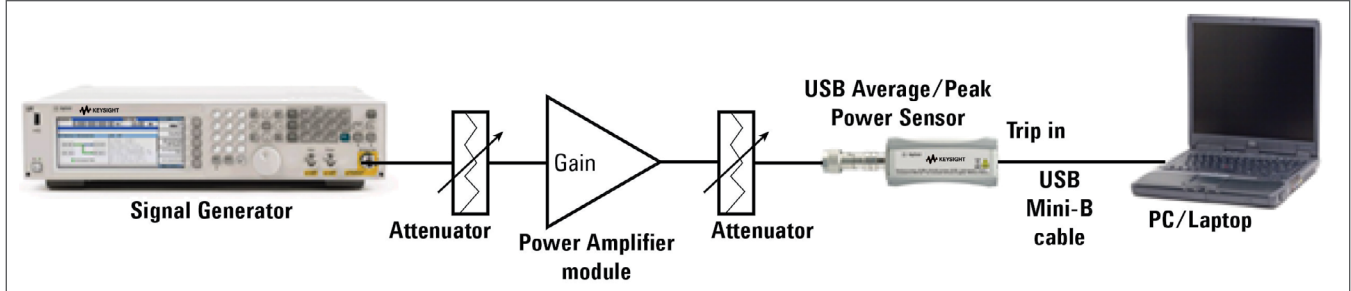 KEYSIGHT
Signal Generator
Attenuator
Gain
Power Amplifier
module
Attenuator
USB Average/Peak
Power Sensor
KEYSIGHT
Trip in
USB
Mini-B
cable
PC/Laptop